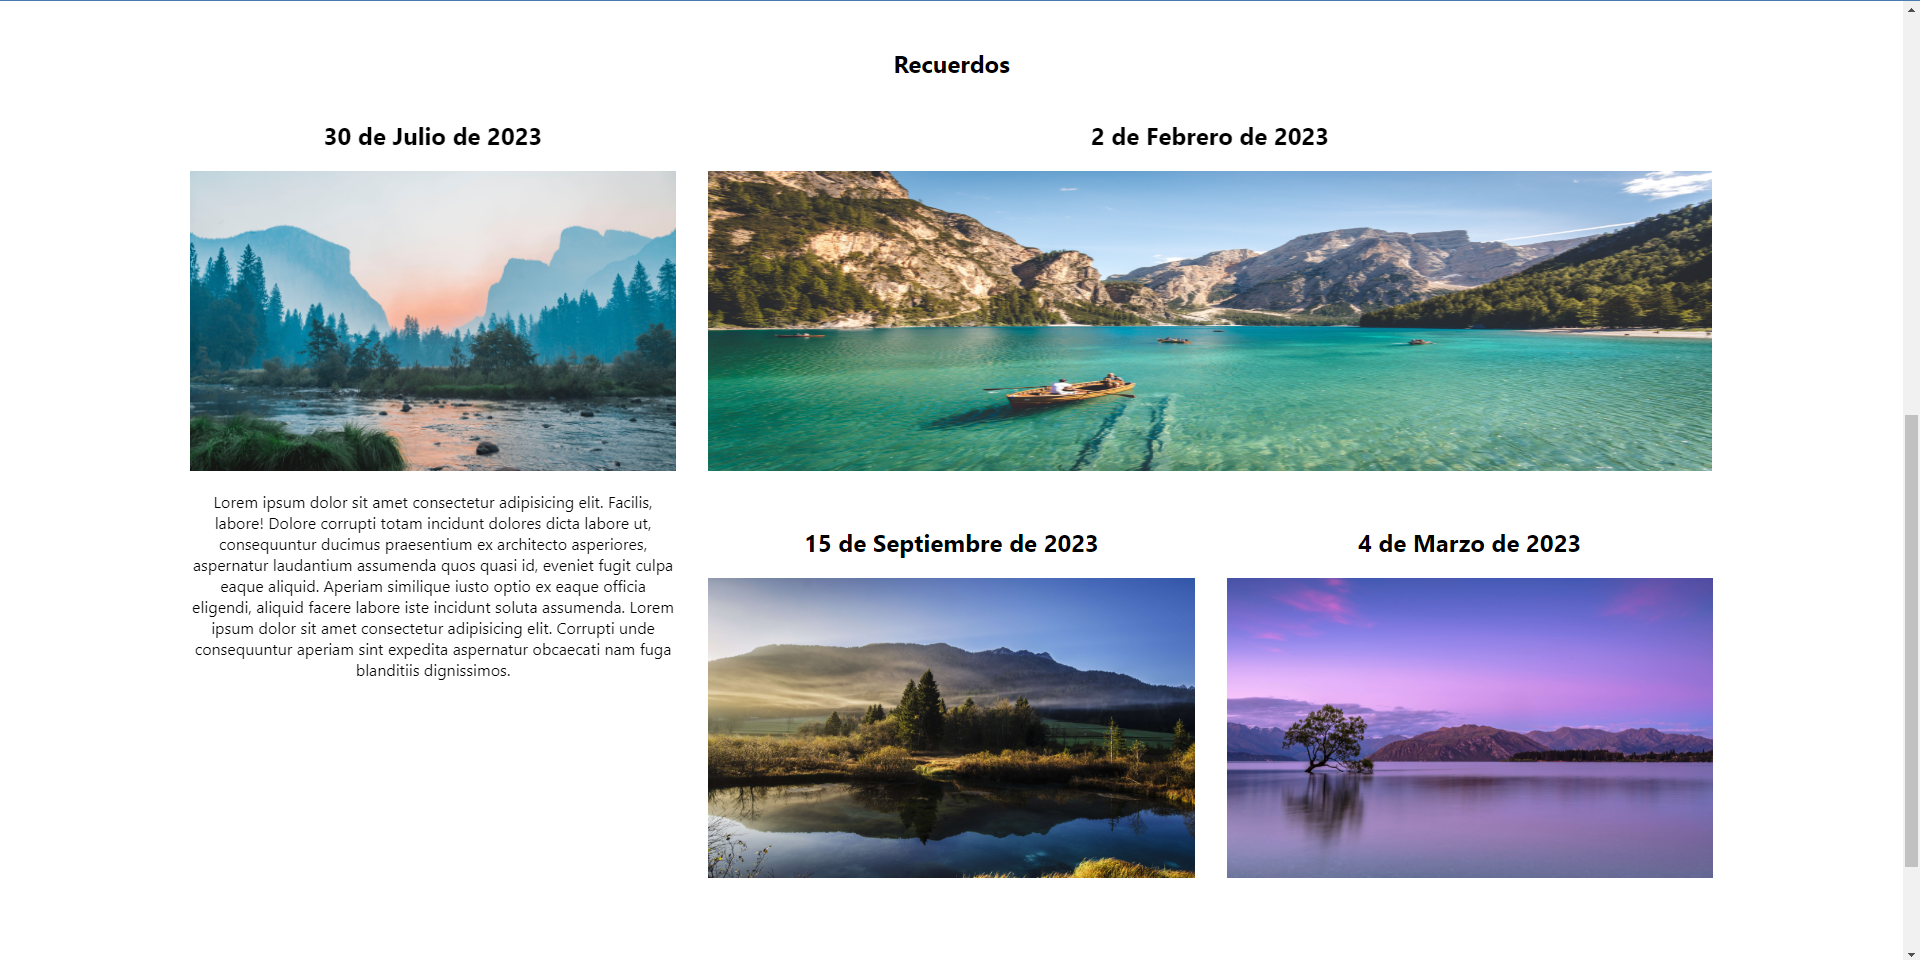 Recuerdos
30 de Julio de 2023
Lorem ipsum dolor sit amet consectetur adipisicing elit. Facilis,
labore! Dolore corrupti totam incidunt dolores dicta labore ut,
consequuntur ducimus praesentium ex architecto asperiores,
aspernatur laudantium assumenda quos quasi id, eveniet fugit culpa
eaque aliquid. Aperiam similique iusto optio ex eaque officia
eligendi, aliquid facere labore iste incidunt soluta assumenda. Lorem
ipsum dolor sit amet consectetur adipisicing elit. Corrupti unde
consequuntur aperiam sint expedita aspernatur obcaecati nam fuga
blanditiis dignissimos.
2 de Febrero de 2023
15 de Septiembre de 2023
4 de Marzo de 2023